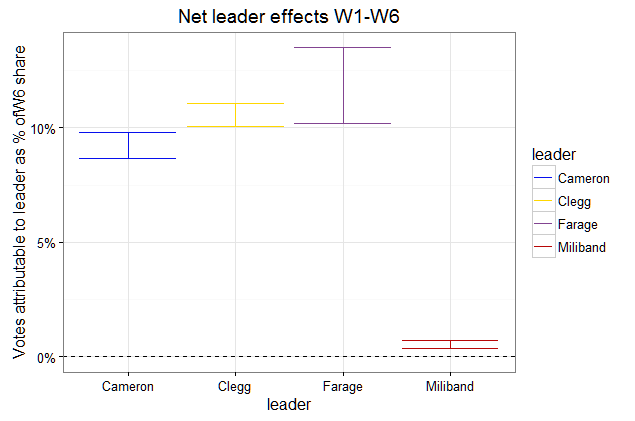 Net leader effects W1-W6
Votes attributable to leader as % ofW6 share
10%
5%
0%
Cameron
Clegg
Farage
Miliband
leader
leader
Cameron
Clegg
Farage
Miliband